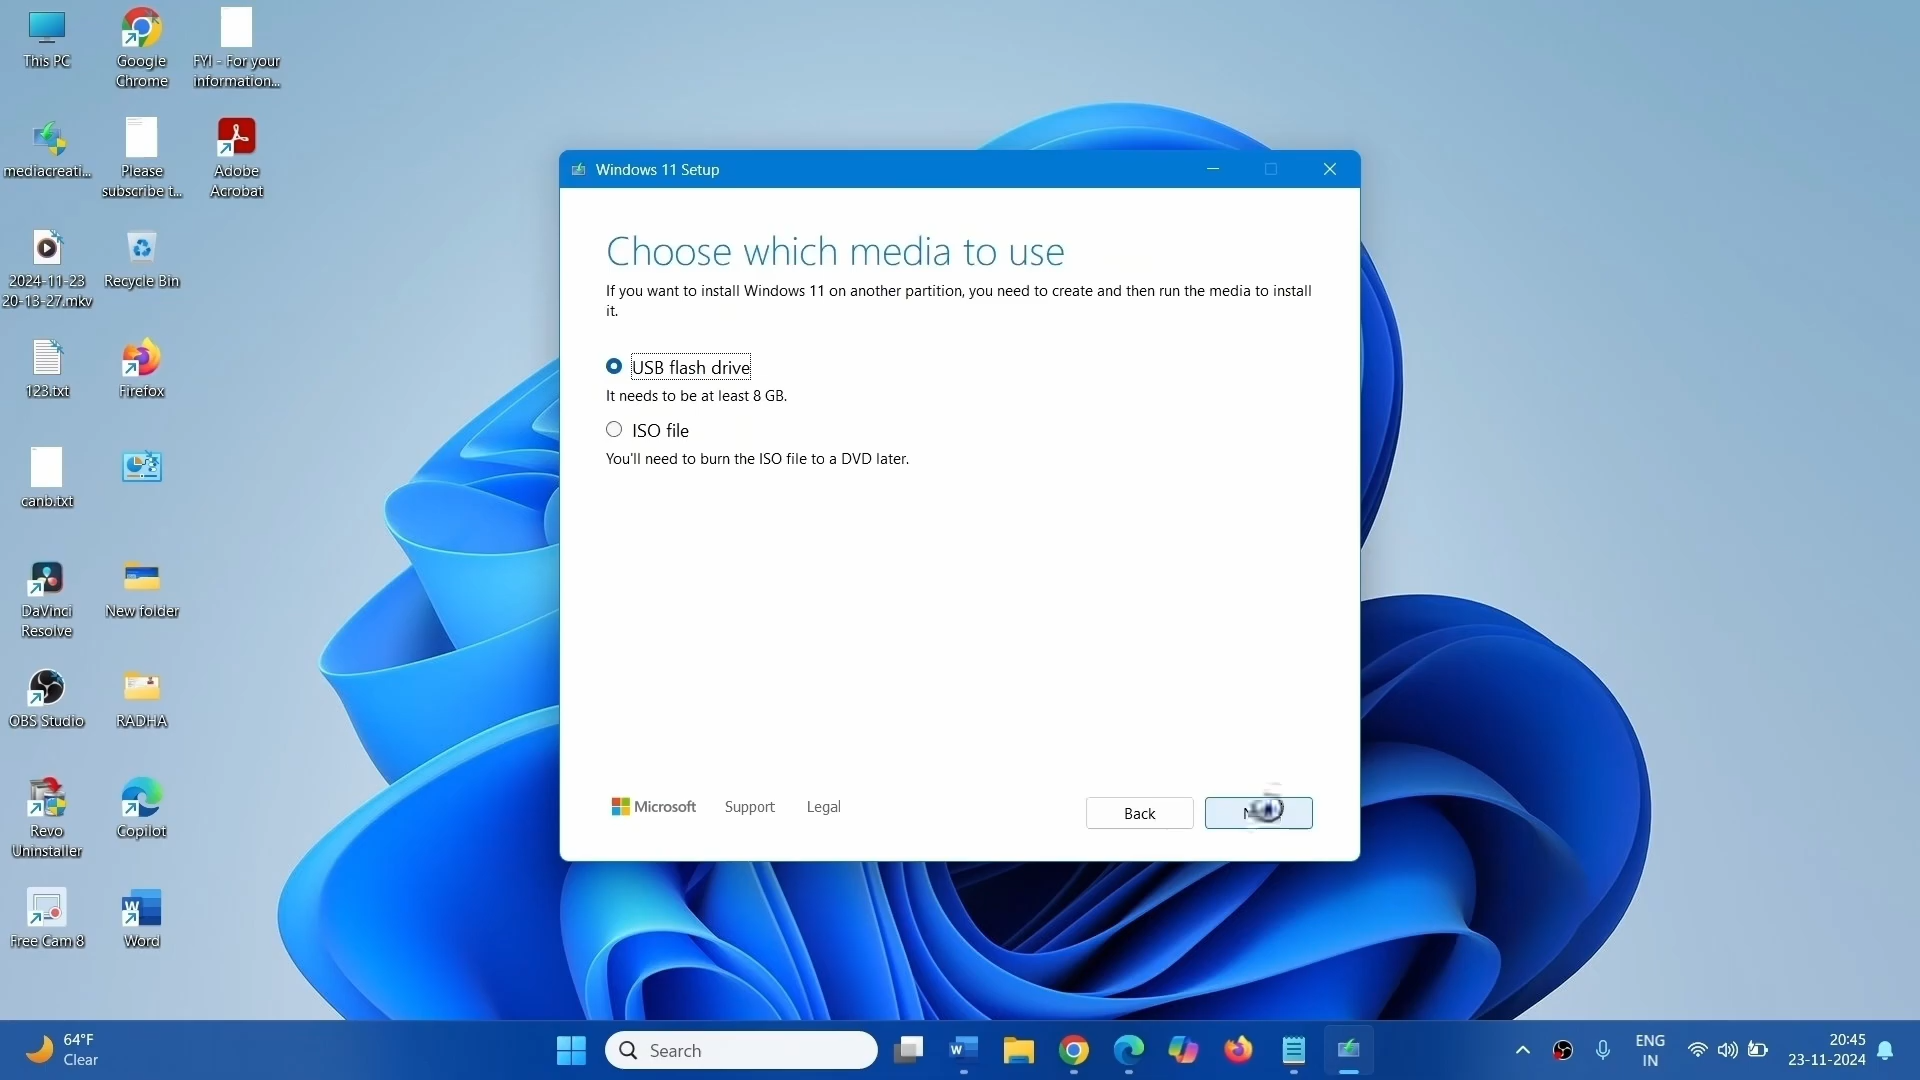 This PC
Google
Chrome
FYI - For your
information...
mediacreati...
Please
subscribe t...
Adobe
Acrobat
2024-11-23
20-13-27.mkv
Recycle Bin
123.txt
Firefox
canb.txt
DaVinci
Resolve
New folder
OBS Studio
RADHA
Revo
Uninstaller
Copilot
Free Cam 8
Word
Windows 11 Setup
Choose which media to use
If you want to install Windows 11 on another partition, you need to create and then run the media to install
it.
USB flash drive
It needs to be at least 8 GB.
ISO file
You'll need to burn the ISO file to a DVD later.
Microsoft
Support
Legal
Back
64°F
Clear
Search
ENG
IN
20:45
23-11-2024